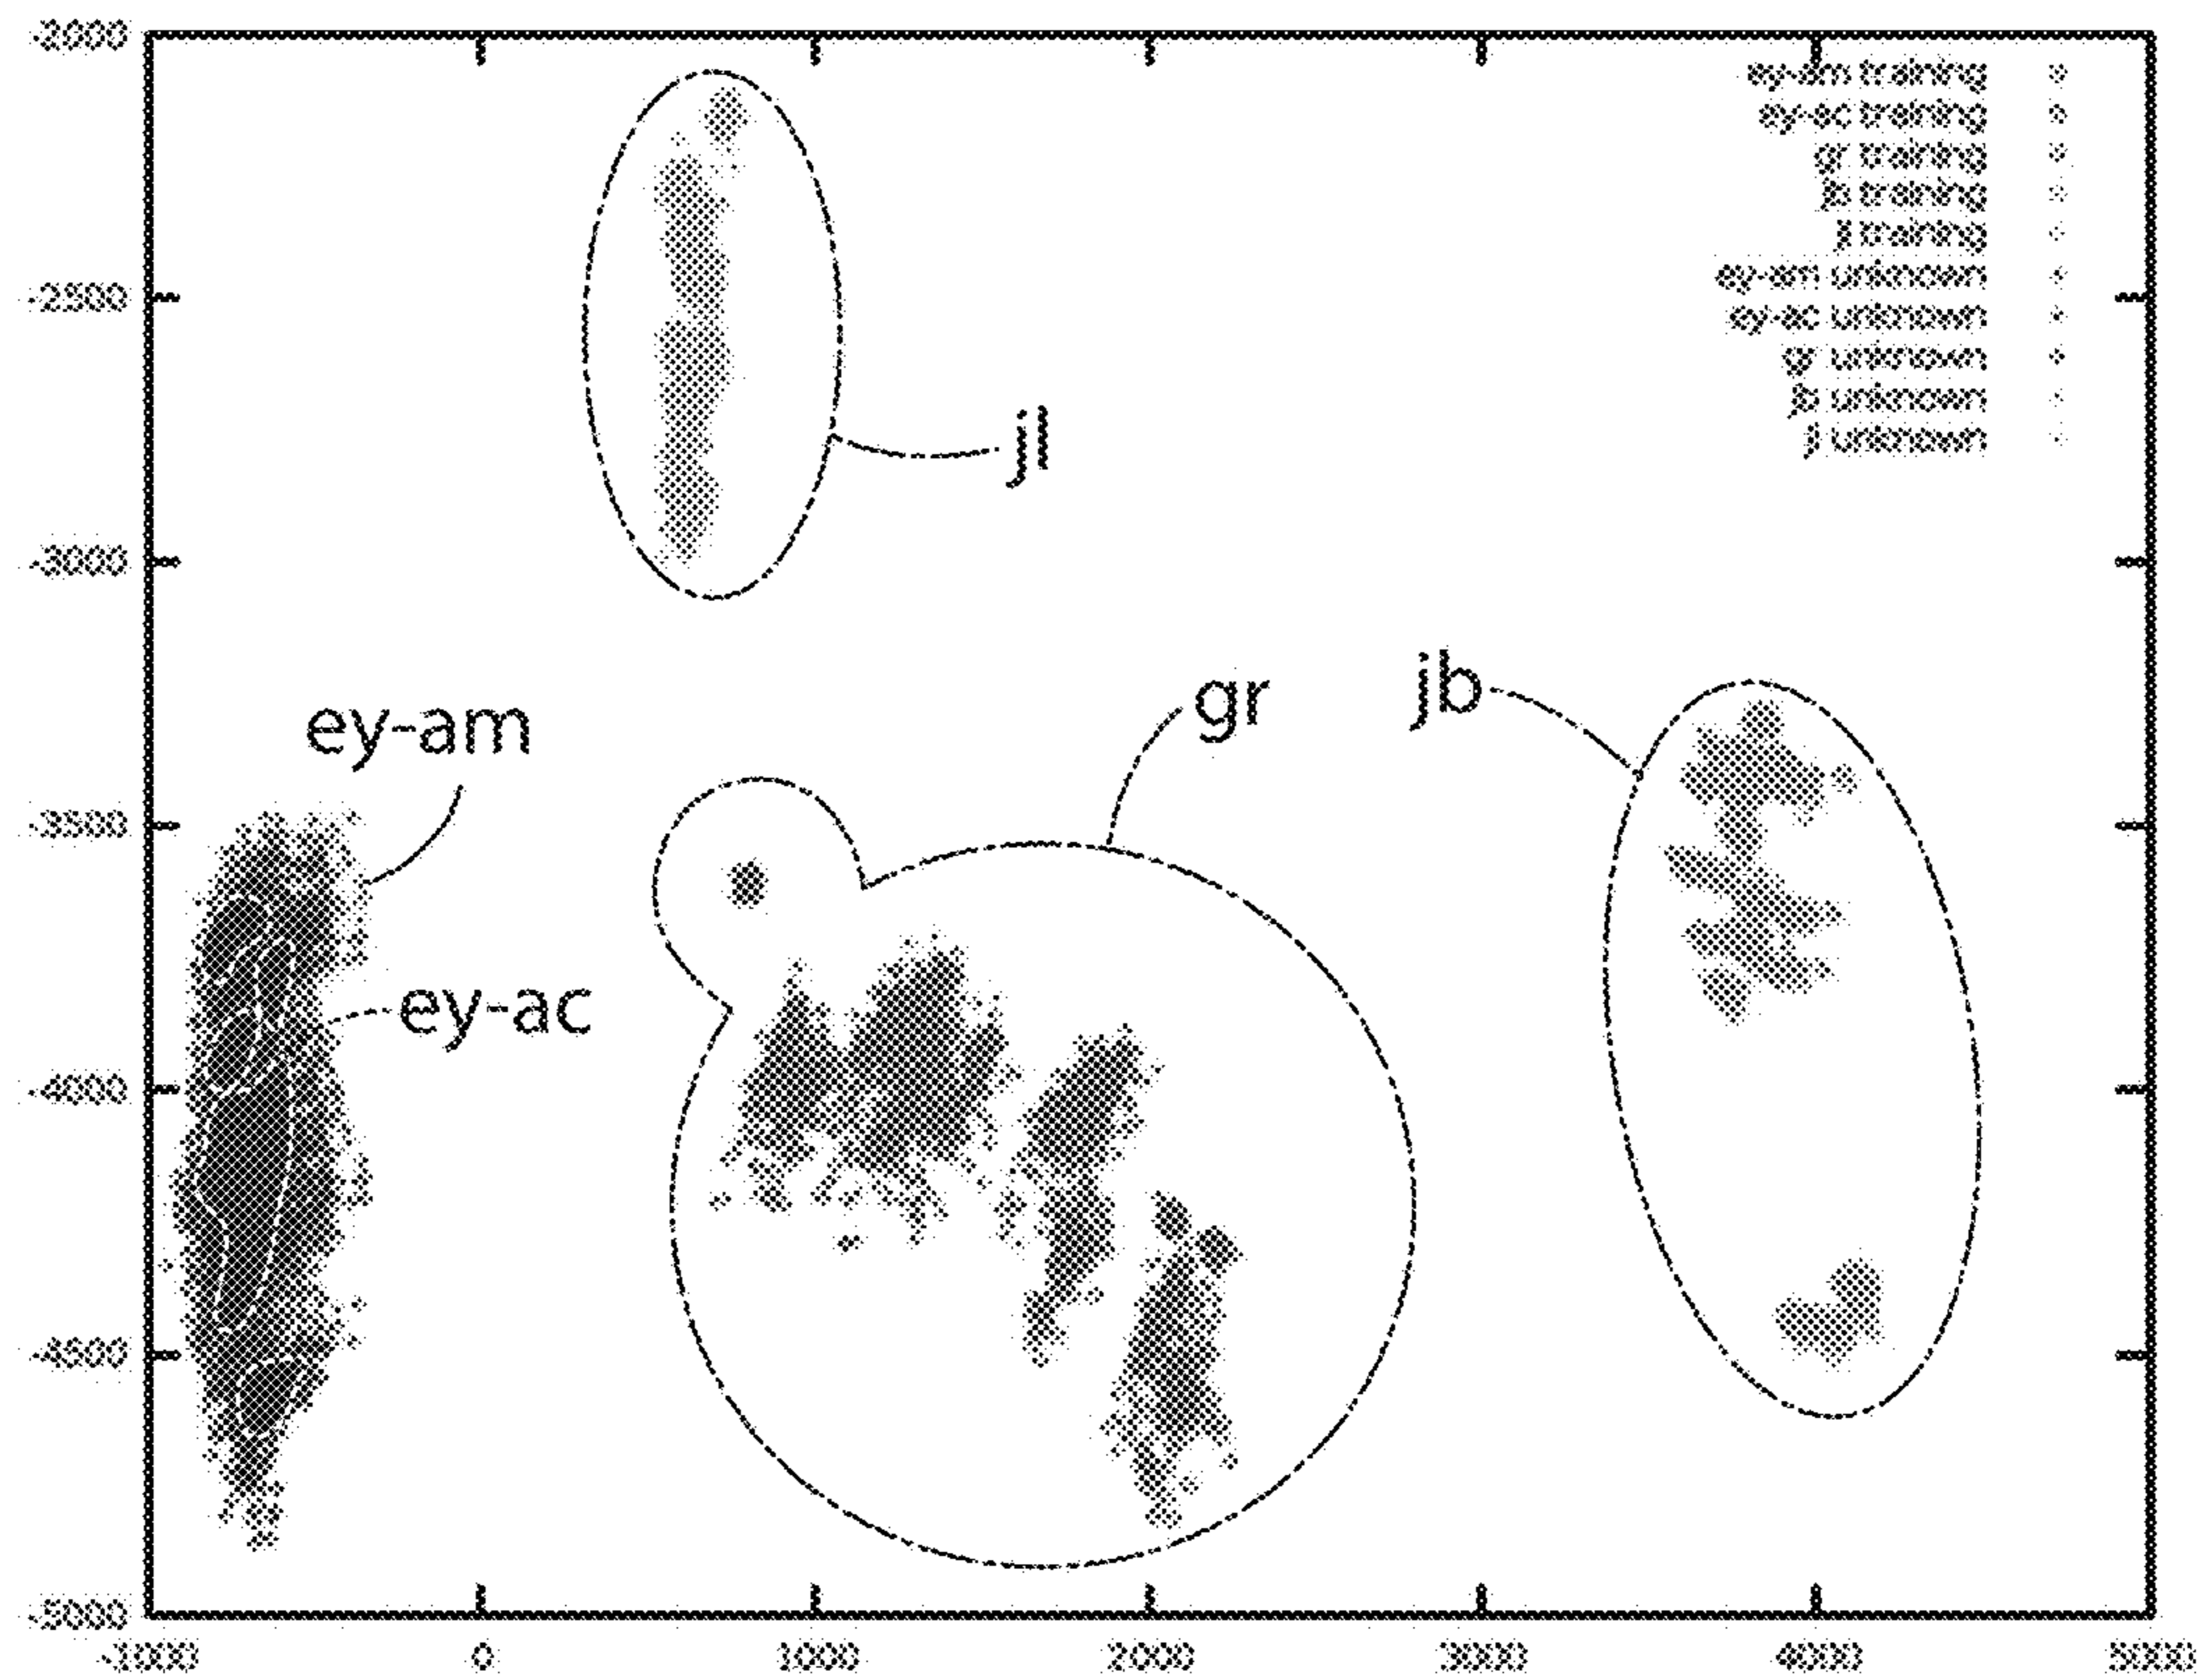 -2000
-2500
-3000
-3500
-4000
-4500
-5000
-1000 0 1000 2000 3000 4000 5000
ey-am training
ey-ac training
gr training
jb training
jl training
ey-am unknown
ey-ac unknown
gr unknown
jb unknown
jl unknown
jl
gr
jb
ey-am
ey-ac